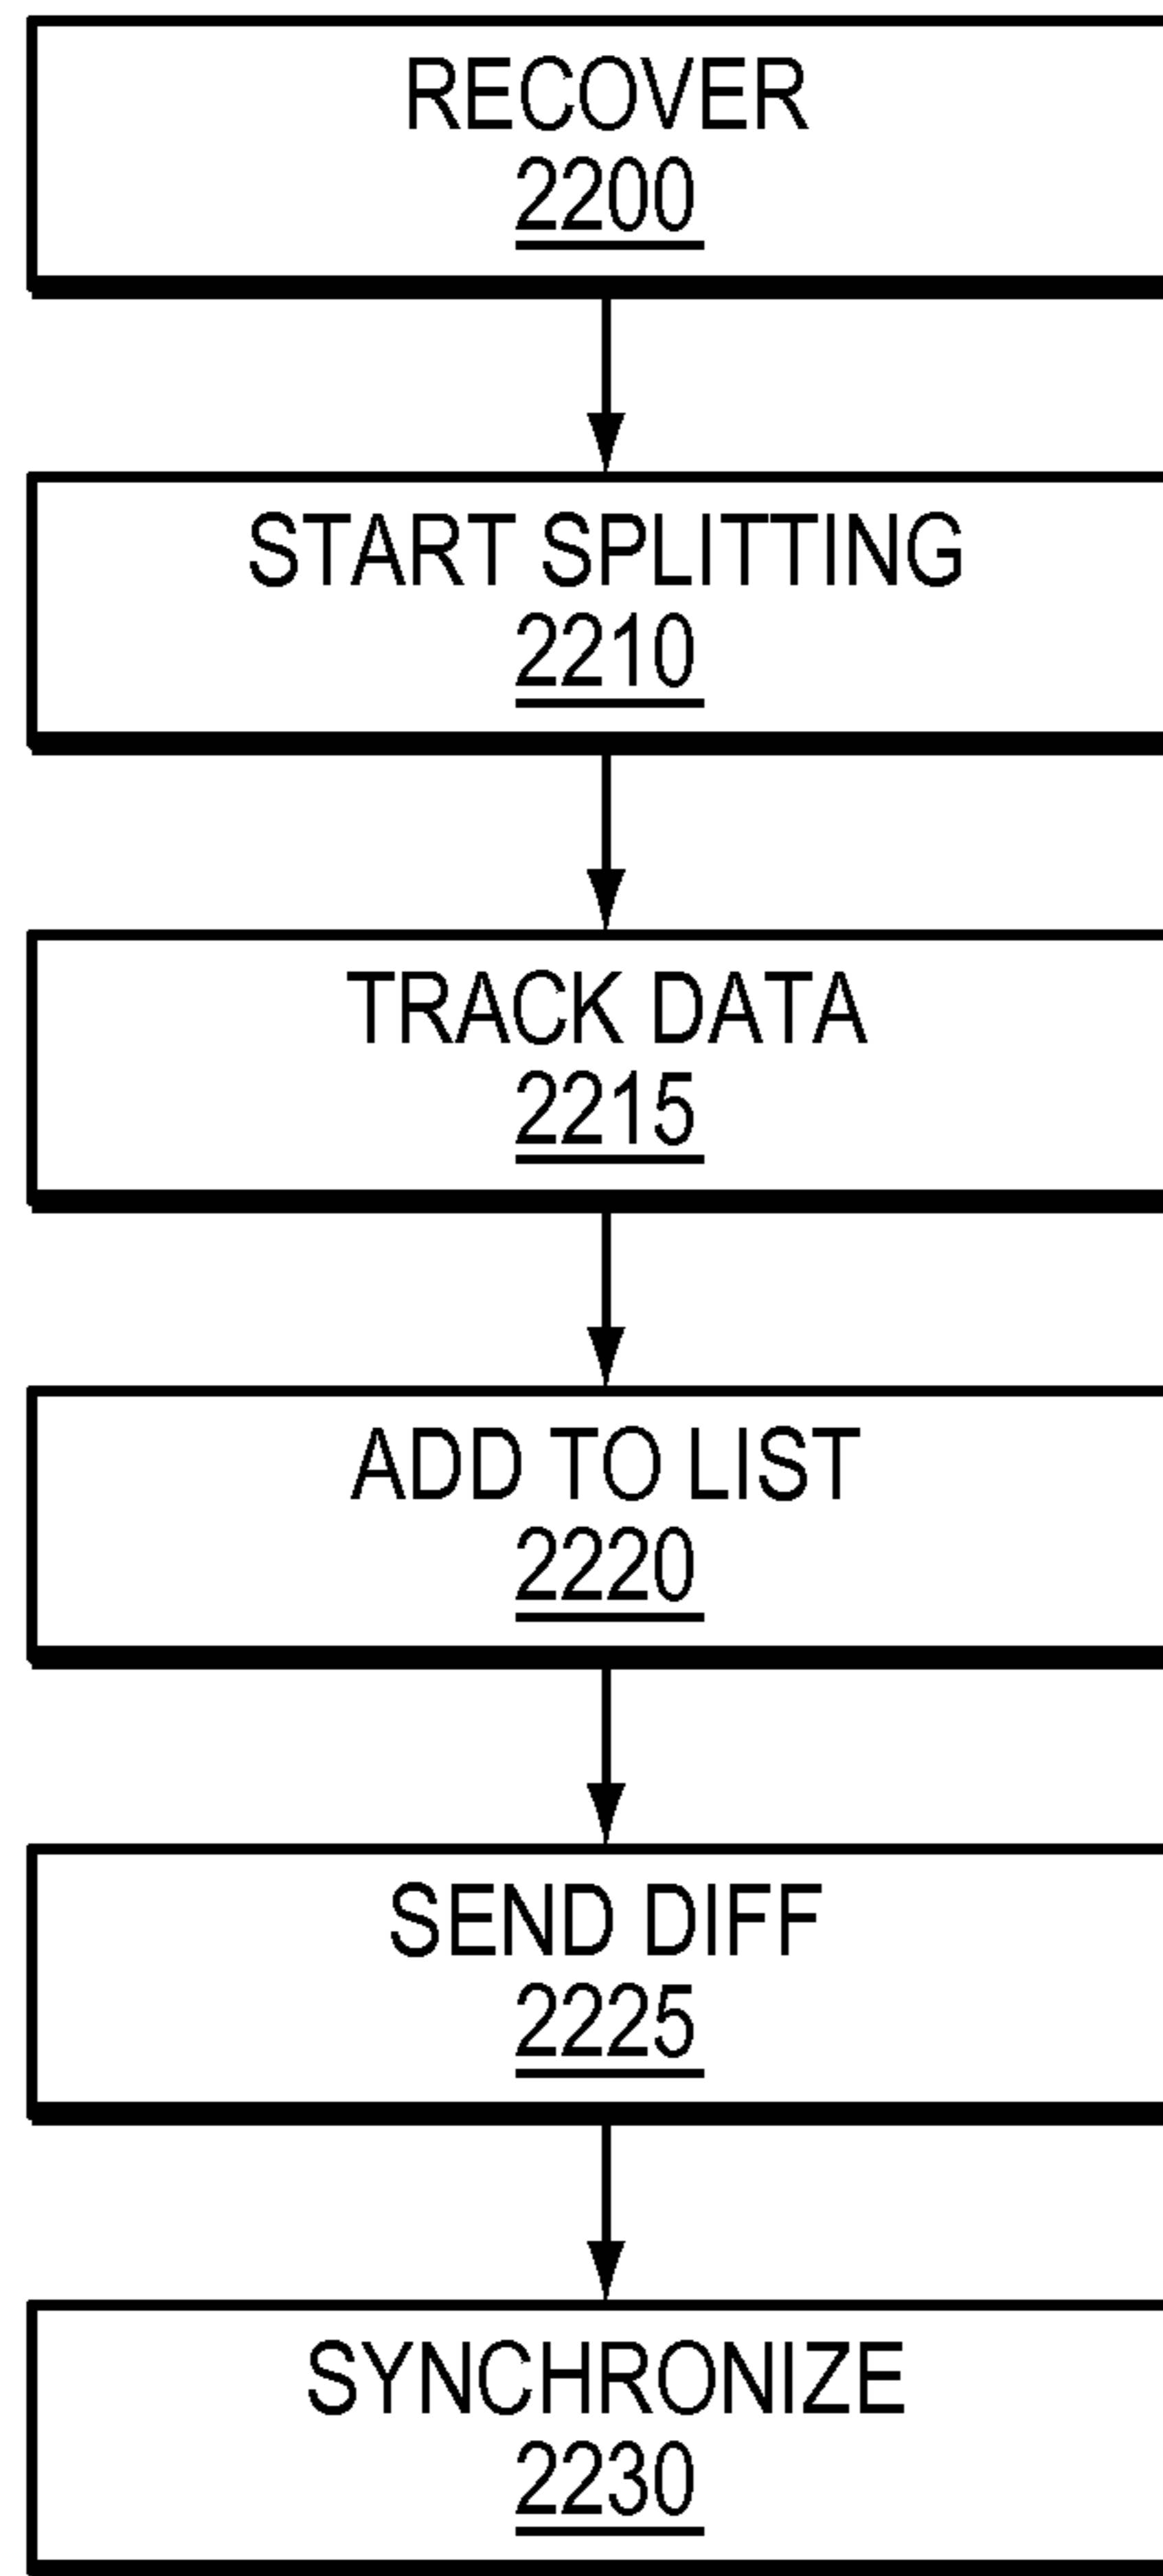 RECOVER
2200
START SPLITTING
2210
TRACK DATA
2215
ADD TO LIST
2220
SEND DIFF
2225
SYNCHRONIZE
2230